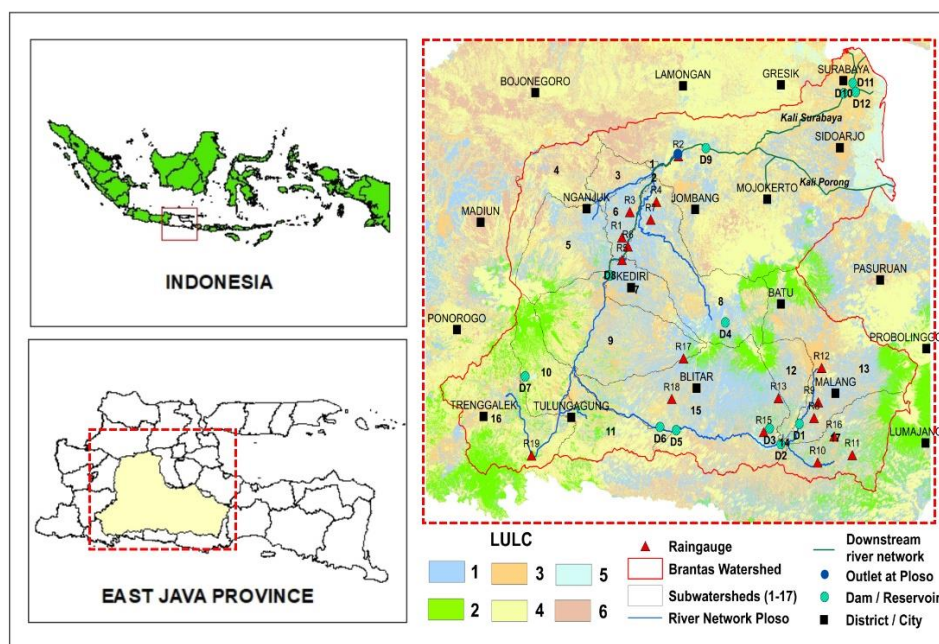 INDONESIA
EAST JAVA PROVINCE
BOJONEGORO
LAMONGAN
GRESIK
SURABAYA
D11
D10
D12
Kali Surabaya
SIDOARJO
R2
D9
1
2
3
4
Kali Porong
MOJOKERTO
NGANJUK
R4
R3
6
JOMBANG
MADIUN
R1
5
R6
R5
D8
KEDIRI
7
PASURUAN
8
BATU
PONOROGO
D4
PROBOLINGGO
9
R17
R12
10
12
13
D7
BLITAR
R13
MALANG
R18
R9
15
R8
TRENGGALEK
16
TULUNGAGUNG
11
D6
D5
R15
D3
D1
R16
14
D2
LUMAJANG
R19
R10
R11
LULC
1
3
5
2
4
6
Raingauge
Brantas Watershed
Subwatersheds (1-17)
River Network Ploso
Downstream
river network
Outlet at Ploso
Dam / Reservoir
District / City